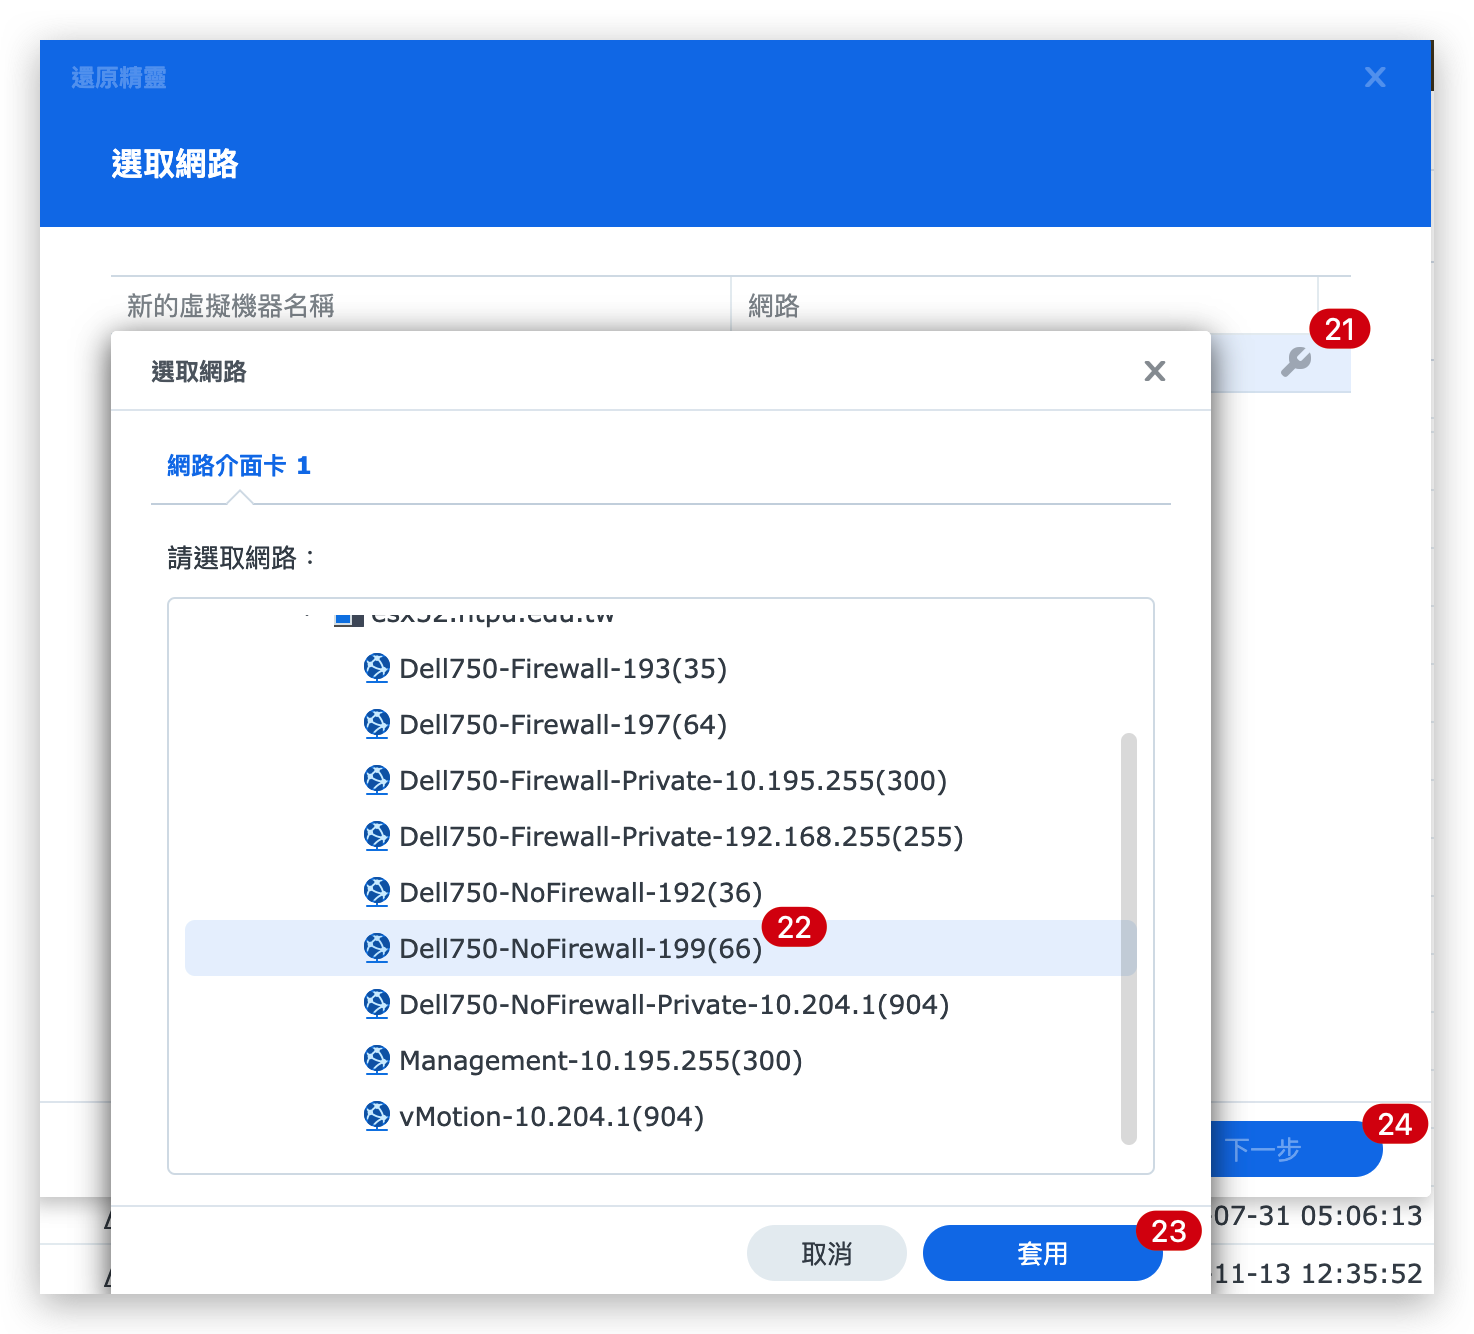 還原精靈
選取網路
新的虛擬機器名稱 網路
21
選取網路
網路介面卡 1
請選取網路：
esx52.ntpu.edu.tw
Dell750-Firewall-193(35)
Dell750-Firewall-197(64)
Dell750-Firewall-Private-10.195.255(300)
Dell750-Firewall-Private-192.168.255(255)
Dell750-NoFirewall-192(36)
22
Dell750-NoFirewall-199(66)
Dell750-NoFirewall-Private-10.204.1(904)
Management-10.195.255(300)
vMotion-10.204.1(904)
24
下一步
-07-31 05:06:13
23
取消 套用
-11-13 12:35:52